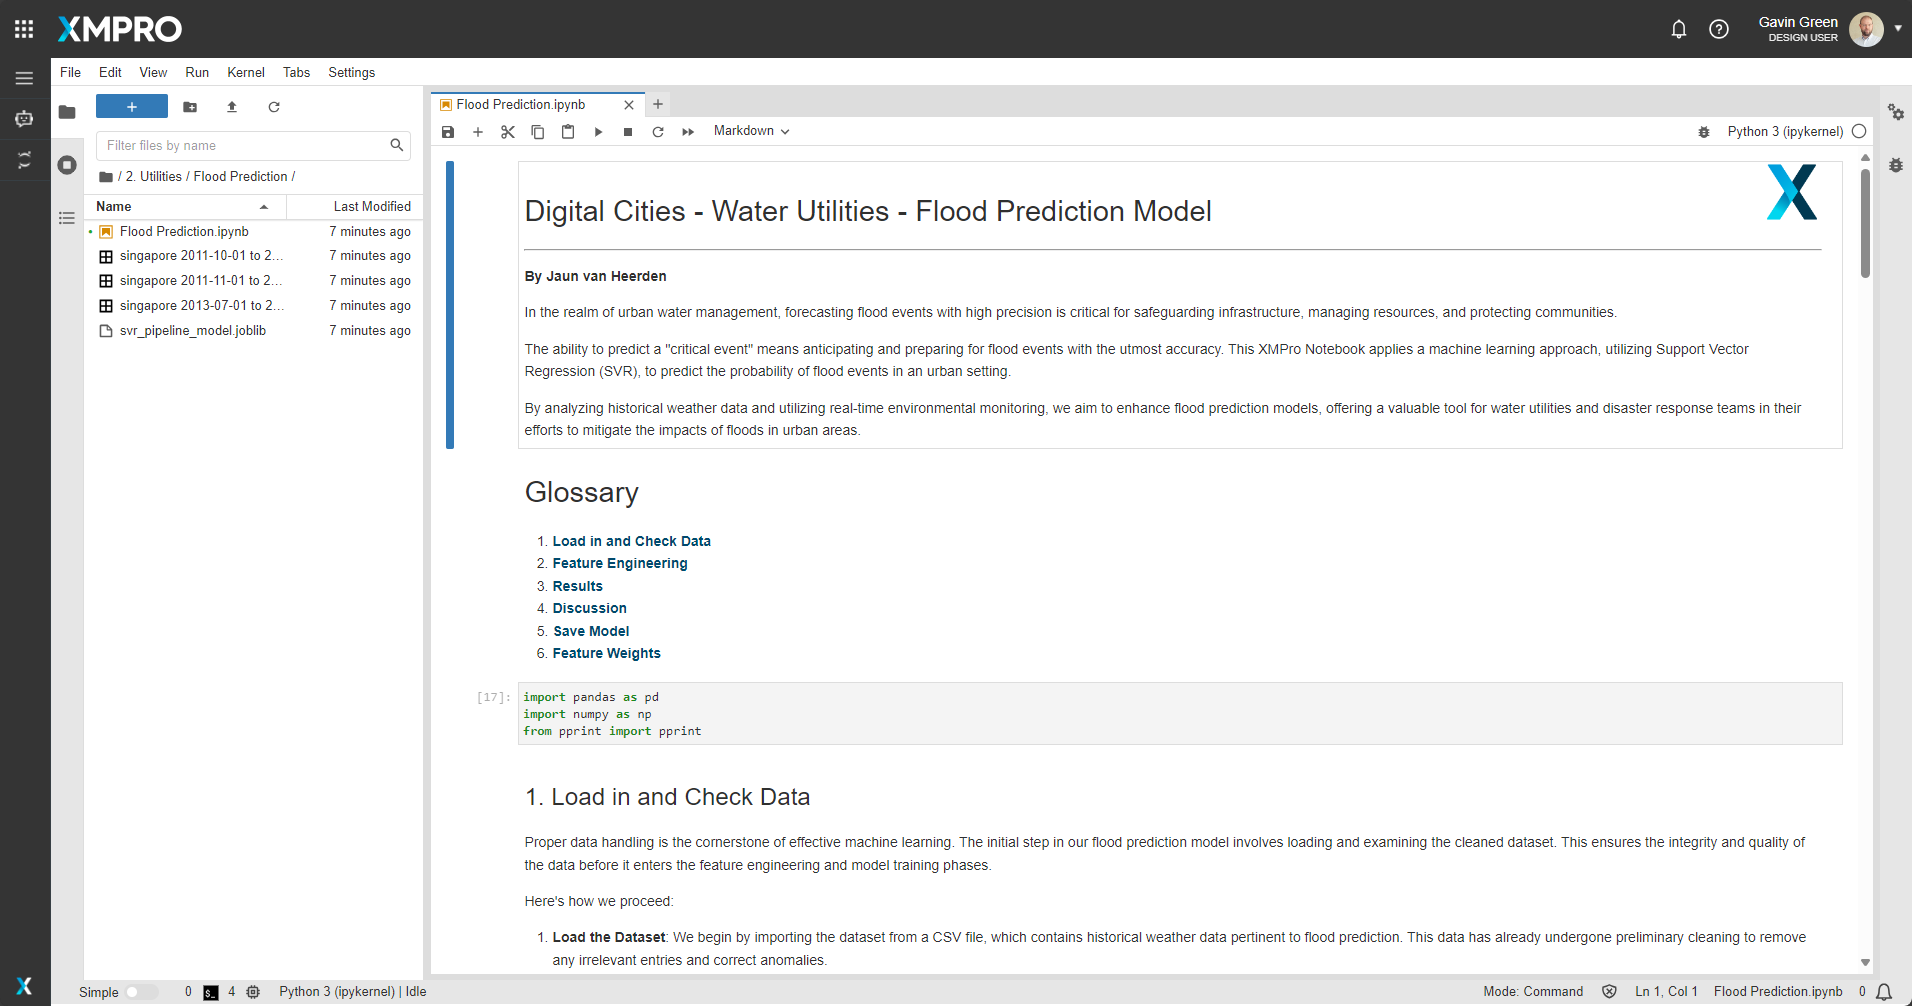 XMPRO
Gavin Green
DESIGN USER
File Edit View Run Kernel Tabs Settings
+
Filter files by name
/ 2. Utilities / Flood Prediction /
Name Last Modified
Flood Prediction.ipynb 7 minutes ago
singapore 2011-10-01 to 2... 7 minutes ago
singapore 2011-11-01 to 2... 7 minutes ago
singapore 2013-07-01 to 2... 7 minutes ago
svr_pipeline_model.joblib 7 minutes ago
Flood Prediction.ipynb
Markdown
Python 3 (ipykernel)
Digital Cities - Water Utilities - Flood Prediction Model
By Jaun van Heerden
In the realm of urban water management, forecasting flood events with high precision is critical for safeguarding infrastructure, managing resources, and protecting communities.
The ability to predict a "critical event" means anticipating and preparing for flood events with the utmost accuracy. This XMPro Notebook applies a machine learning approach, utilizing Support Vector
Regression (SVR), to predict the probability of flood events in an urban setting.
By analyzing historical weather data and utilizing real-time environmental monitoring, we aim to enhance flood prediction models, offering a valuable tool for water utilities and disaster response teams in their
efforts to mitigate the impacts of floods in urban areas.
Glossary
1. Load in and Check Data
2. Feature Engineering
3. Results
4. Discussion
5. Save Model
6. Feature Weights
[17]: import pandas as pd
import numpy as np
from pprint import pprint
1. Load in and Check Data
Proper data handling is the cornerstone of effective machine learning. The initial step in our flood prediction model involves loading and examining the cleaned dataset. This ensures the integrity and quality of
the data before it enters the feature engineering and model training phases.
Here's how we proceed:
1. Load the Dataset: We begin by importing the dataset from a CSV file, which contains historical weather data pertinent to flood prediction. This data has already undergone preliminary cleaning to remove
any irrelevant entries and correct anomalies.
Simple 0 $_ 4 Python 3 (ipykernel) | Idle Mode: Command Ln 1, Col 1 Flood Prediction.ipynb 0